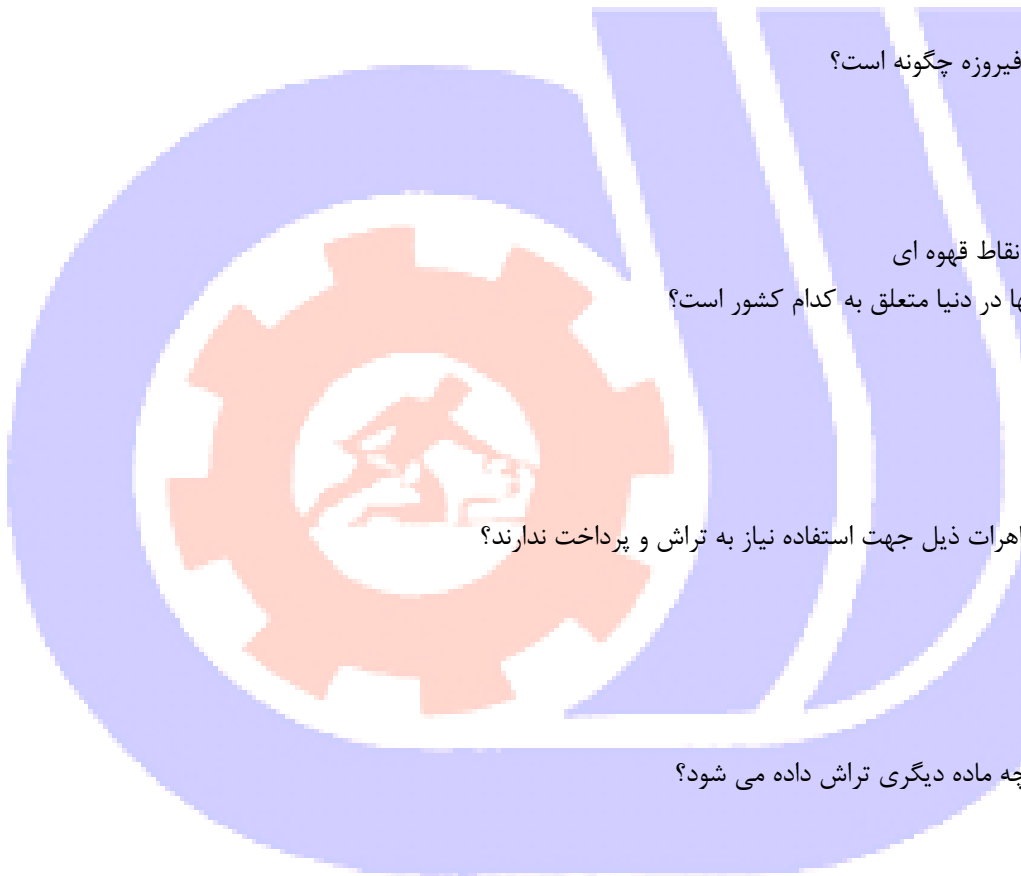 فیروزه چگونه است؟
نقاط قهوه ای
ها در دنیا متعلق به کدام کشور است؟
اهرات ذیل جهت استفاده نیاز به تراش و پرداخت ندارند؟
چه ماده دیگری تراش داده می شود؟